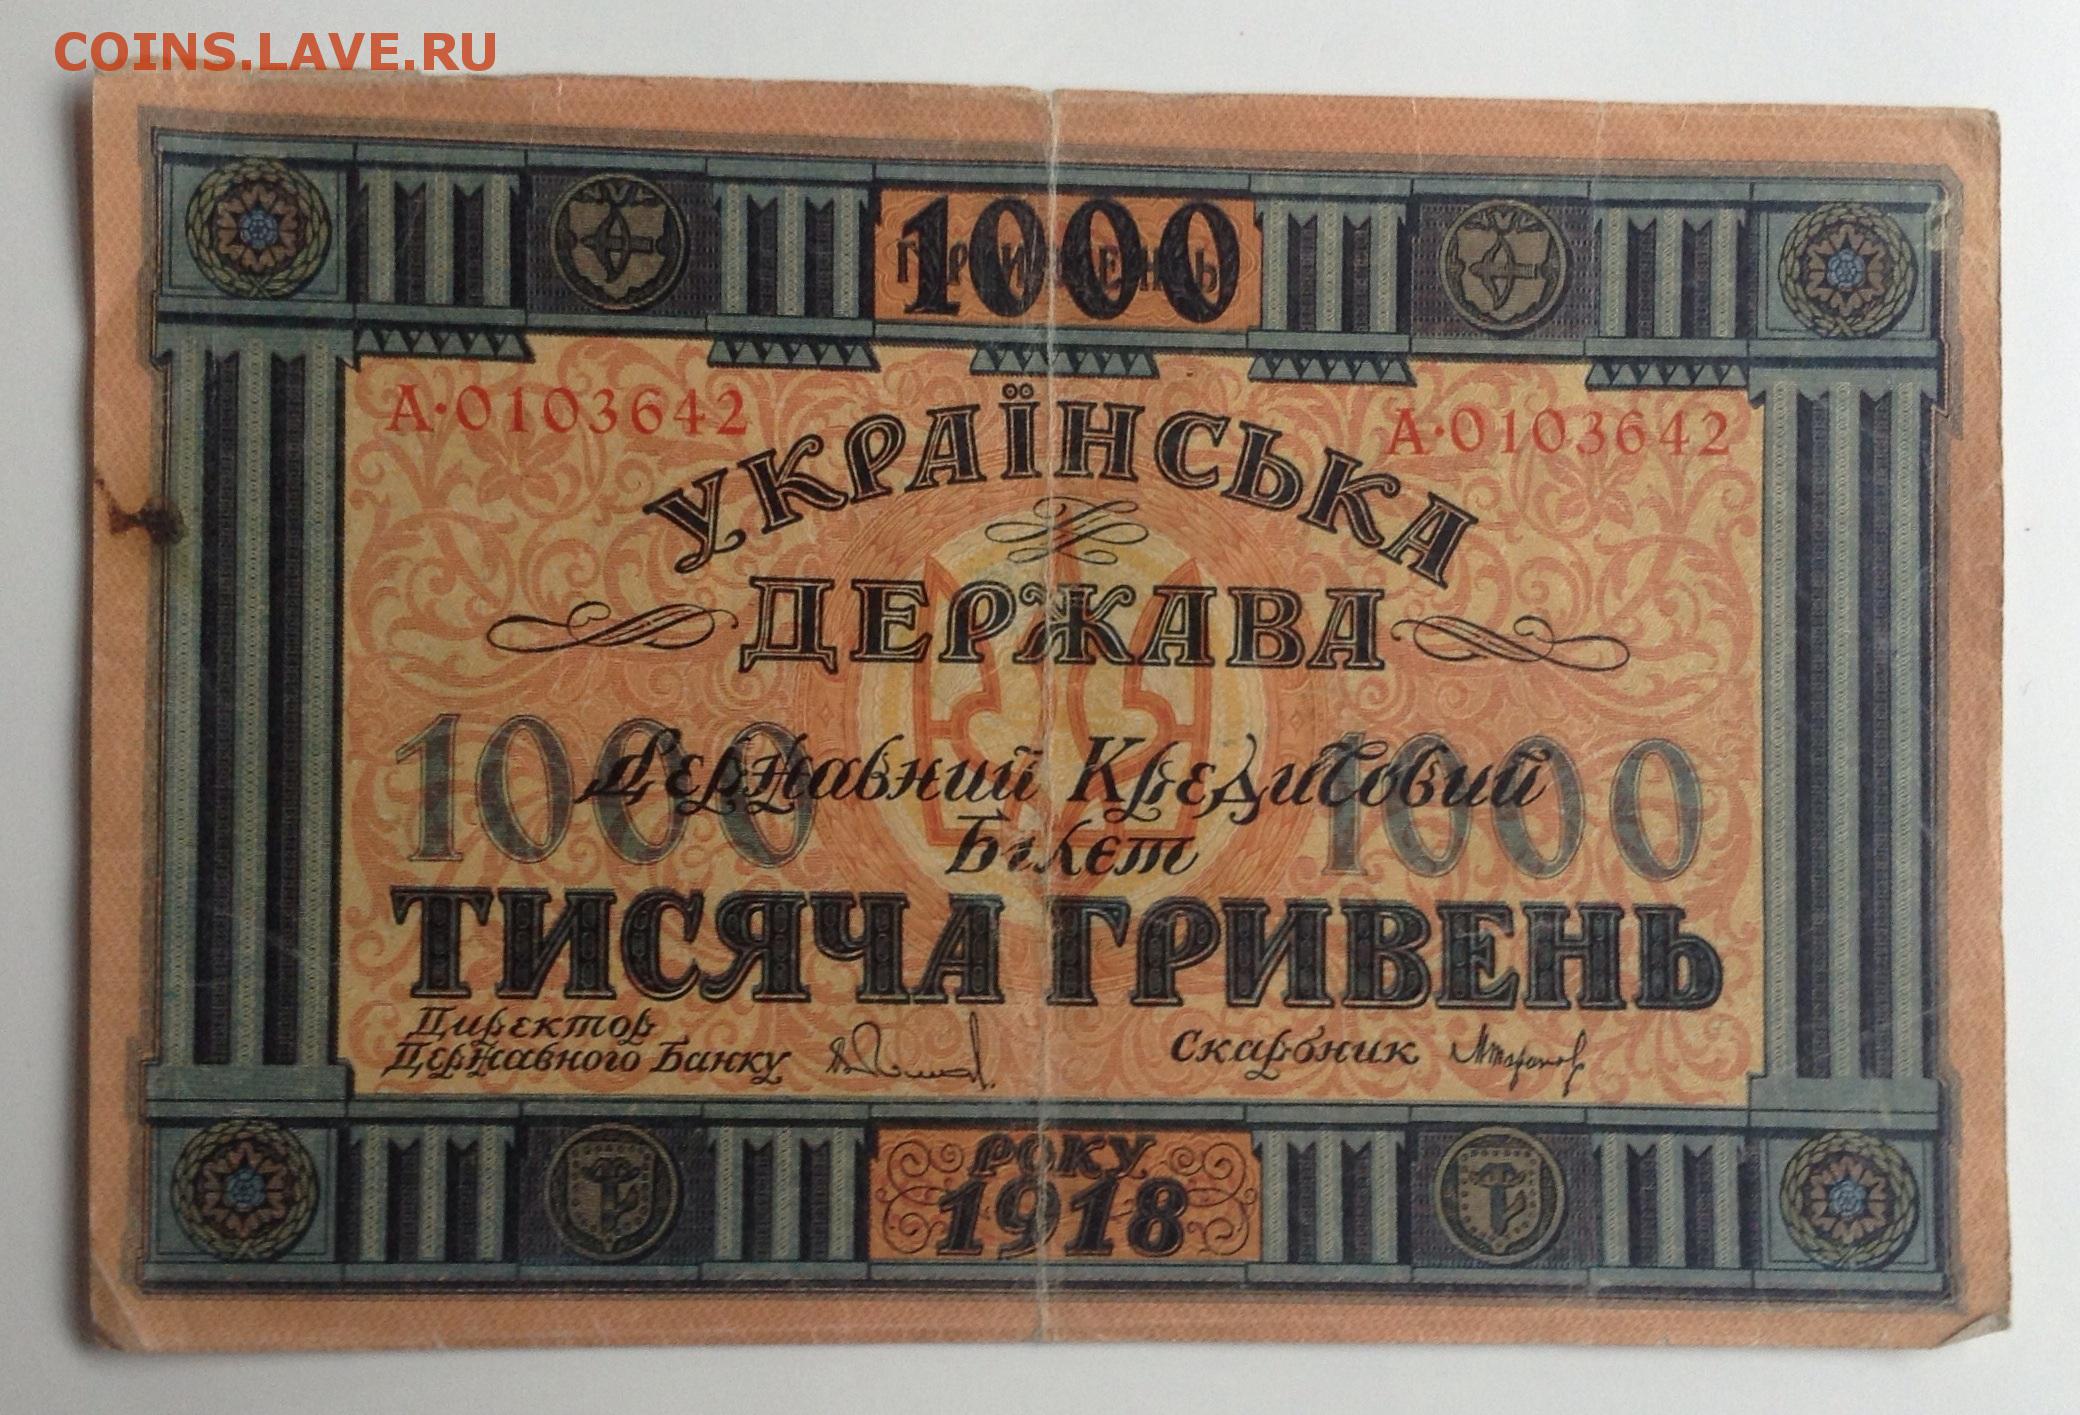 COINS.LAVE.RU
1000
ГРИВЕНЬ
А·0103642 А·0103642
УКРАЇНСЬКА
ДЕРЖАВА
1000 1000
Державний Кредитовий
Білєт
ТИСЯЧА ГРИВЕНЬ
Директор
Державного Банку
Скарбник
РОКУ
1918